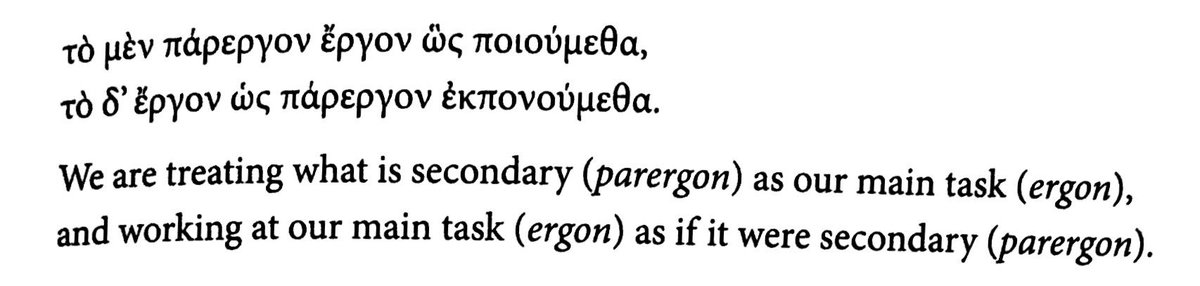 τὸ μὲν πάρεργον ἔργον ὣς ποιούμεθα,
τὸ δ’ ἔργον ὡς πάρεργον ἐκπονούμεθα.
We are treating what is secondary (parergon) as our main task (ergon),
and working at our main task (ergon) as if it were secondary (parergon).